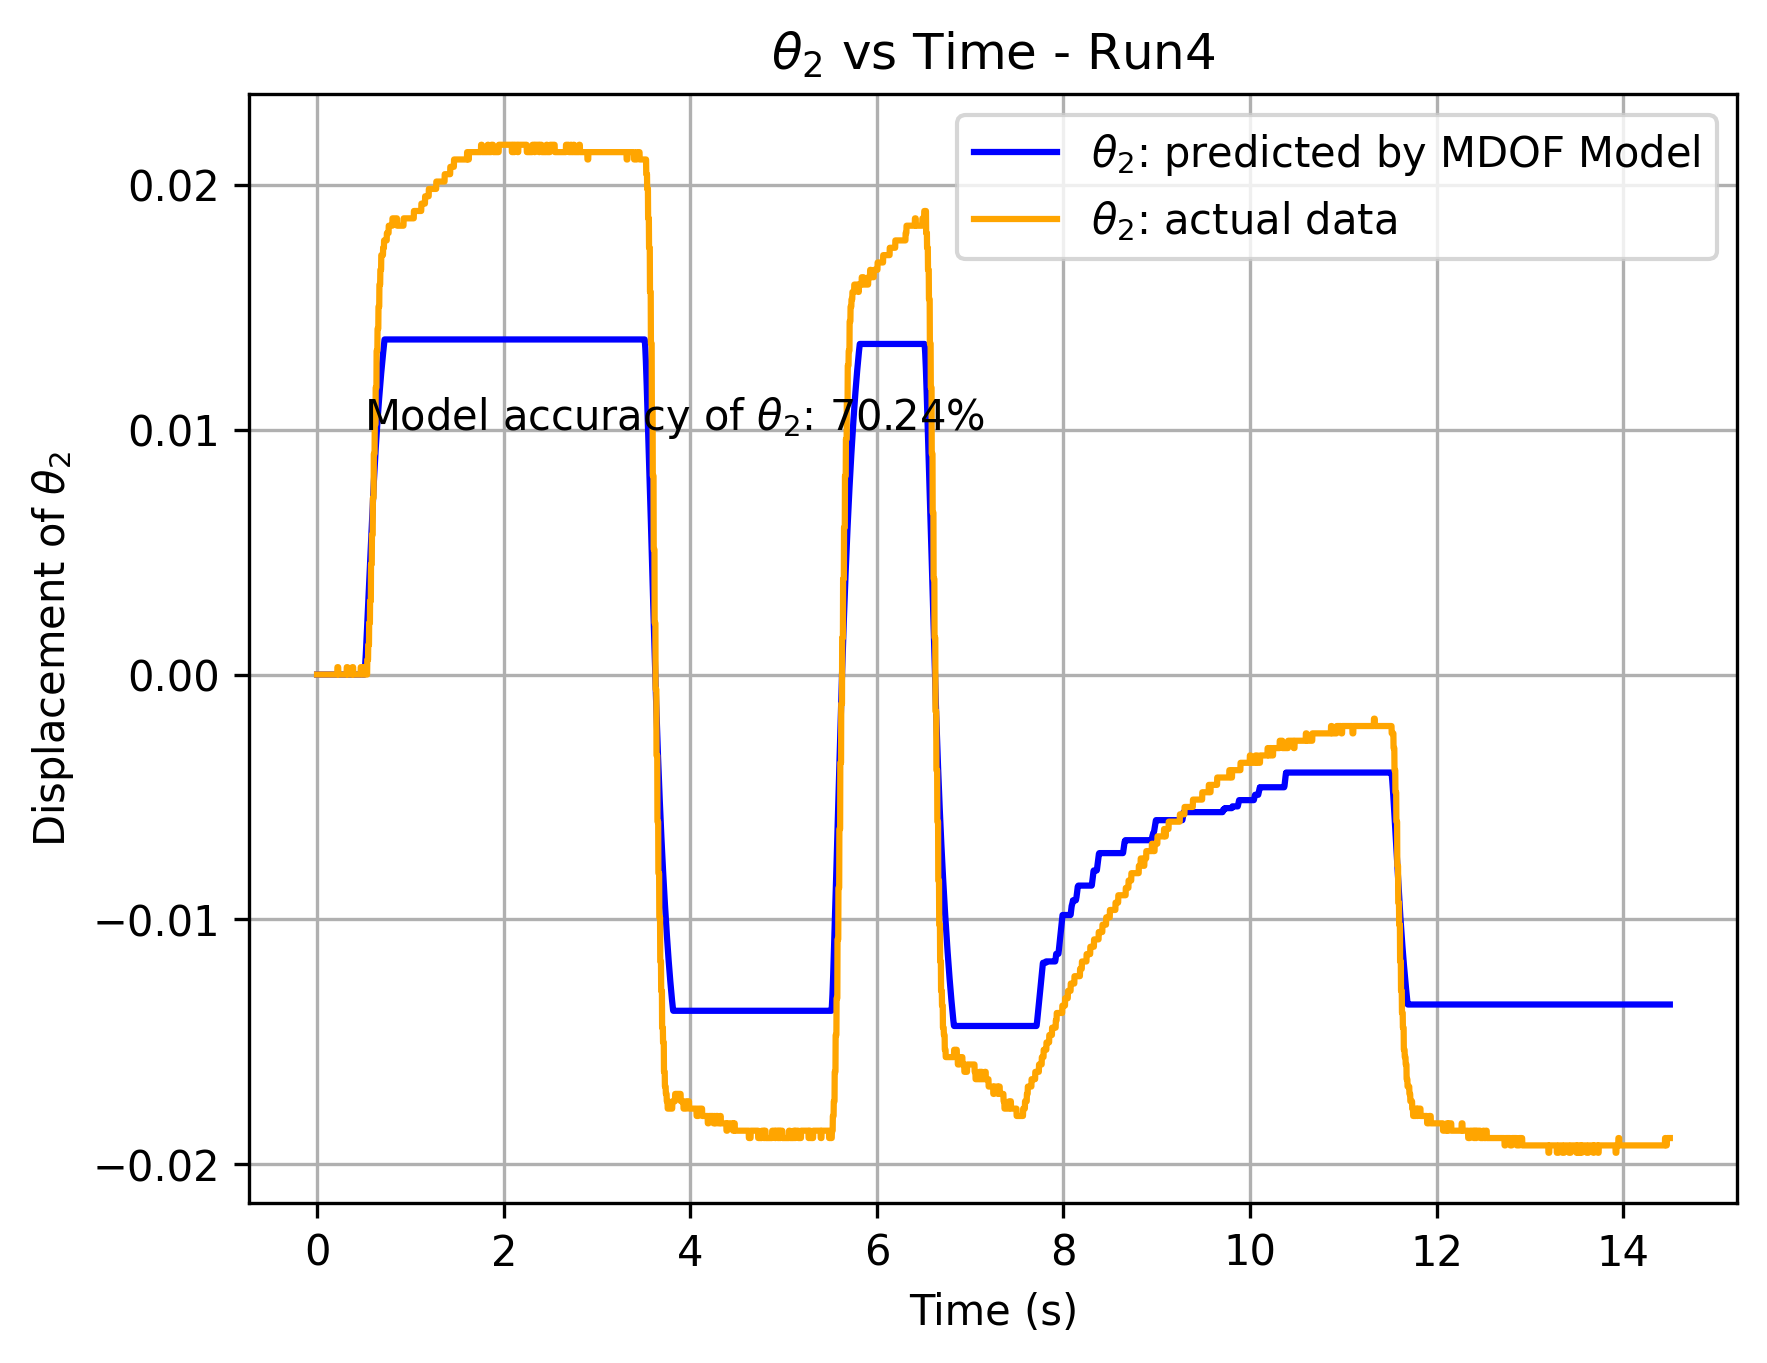 θ₂ vs Time - Run4
θ₂: predicted by MDOF Model
θ₂: actual data
Model accuracy of θ₂: 70.24%
Displacement of θ₂
0.02
0.01
0.00
−0.01
−0.02
0 2 4 6 8 10 12 14
Time (s)